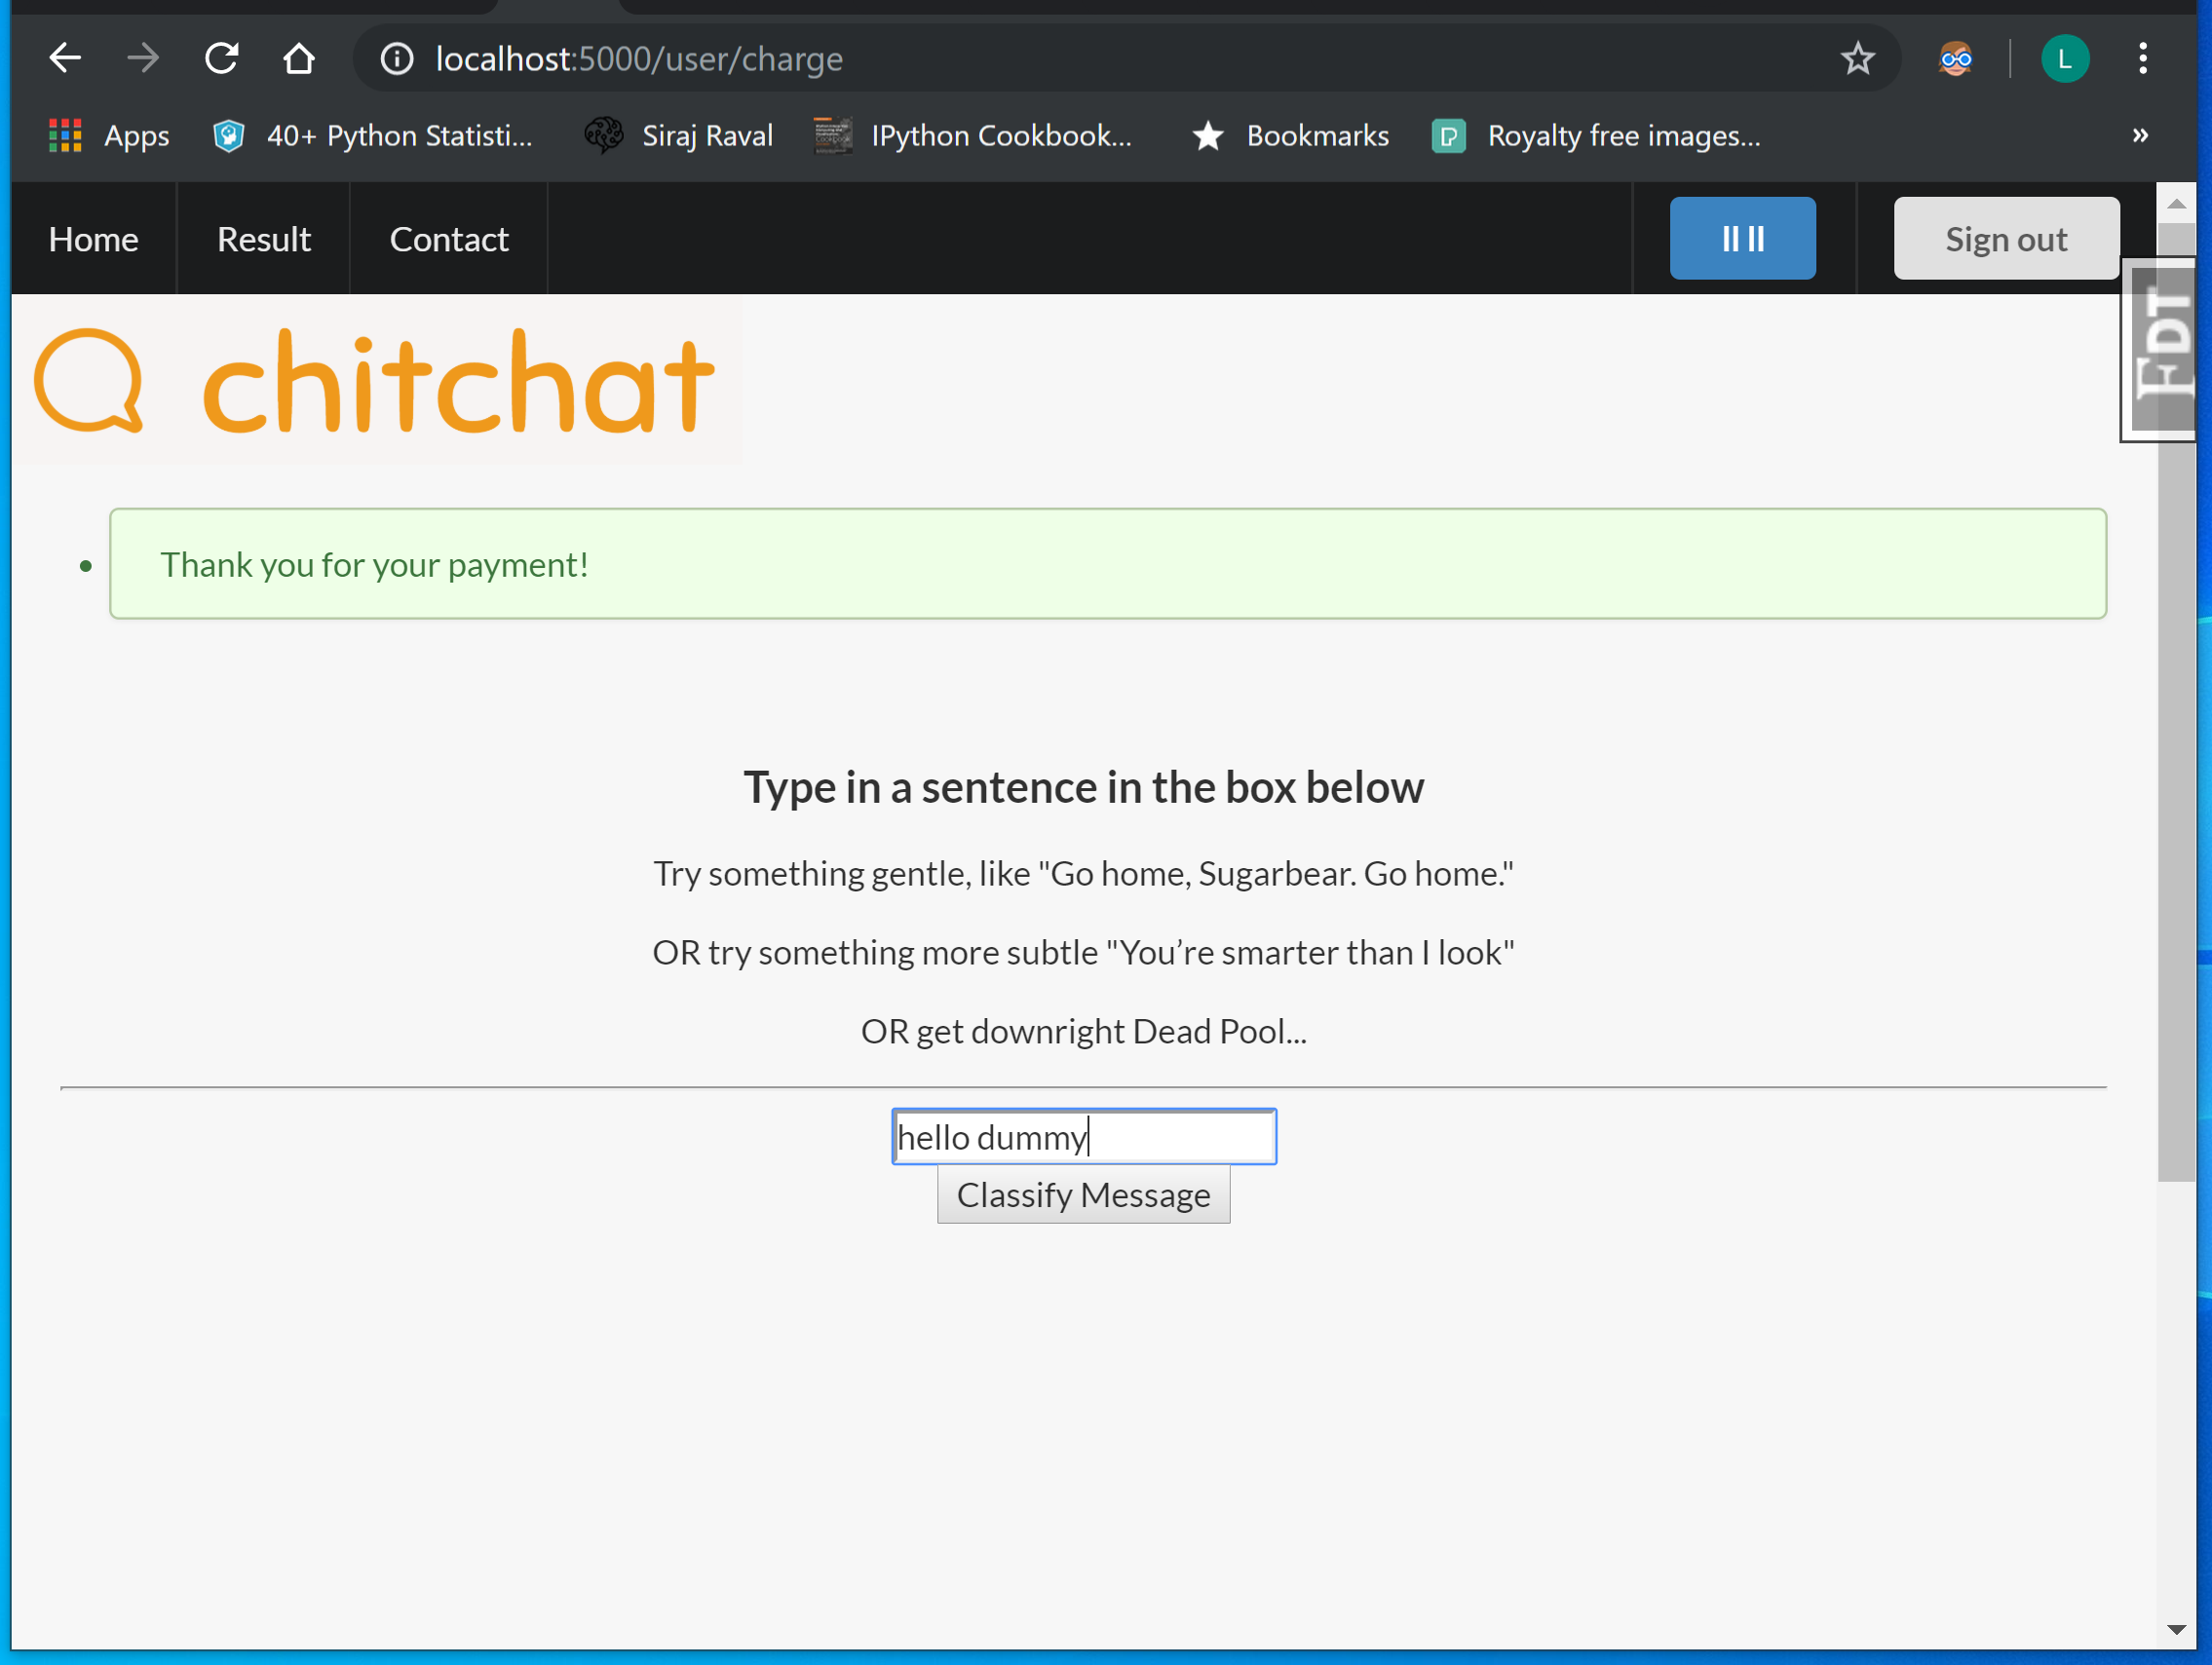 localhost:5000/user/charge
L
Apps
40+ Python Statisti...
Siraj Raval
IPython Cookbook...
Bookmarks
Royalty free images...
»
Home
Result
Contact
Sign out
FDT
chitchat
Thank you for your payment!
Type in a sentence in the box below
Try something gentle, like "Go home, Sugarbear. Go home."
OR try something more subtle "You’re smarter than I look"
OR get downright Dead Pool...
hello dummy
Classify Message